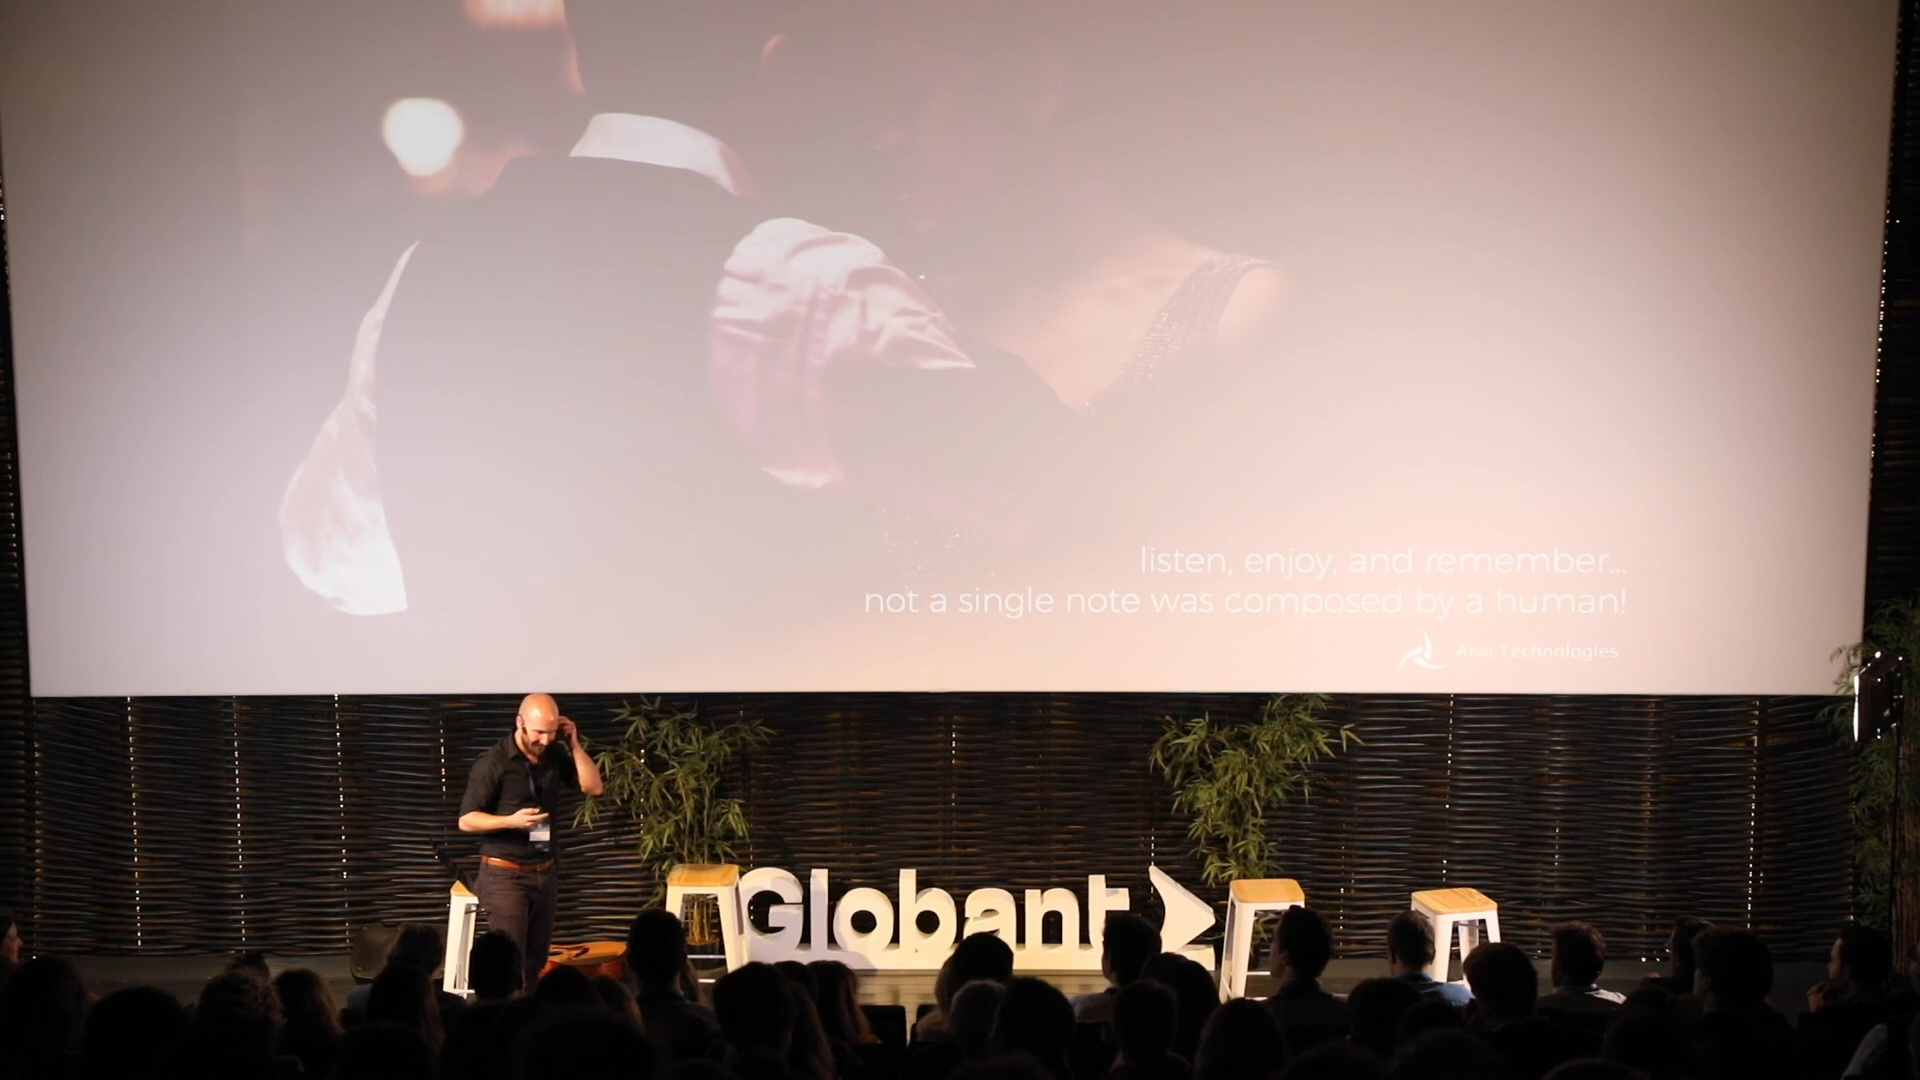 listen, enjoy, and remember...
not a single note was composed by a human!
Aiva Technologies
Globant